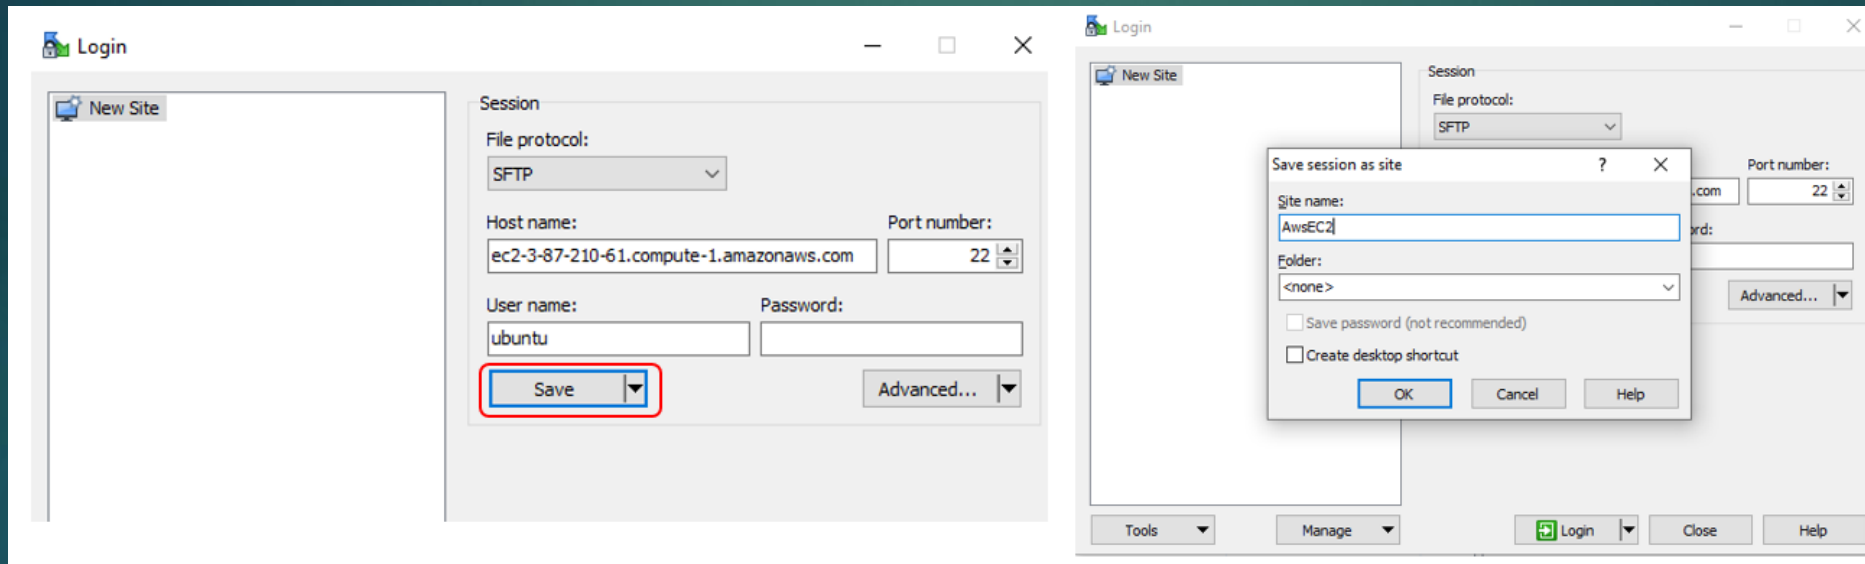 Login
New Site
Session
File protocol:
SFTP
Host name:
Port number:
ec2-3-87-210-61.compute-1.amazonaws.com
22
User name:
Password:
ubuntu
Save
Advanced...
Login
New Site
Session
File protocol:
SFTP
Save session as site
?
Port number:
.com
22
Site name:
AwsEC2
ord:
Folder:
<none>
Advanced...
Save password (not recommended)
Create desktop shortcut
OK
Cancel
Help
Tools
Manage
Login
Close
Help